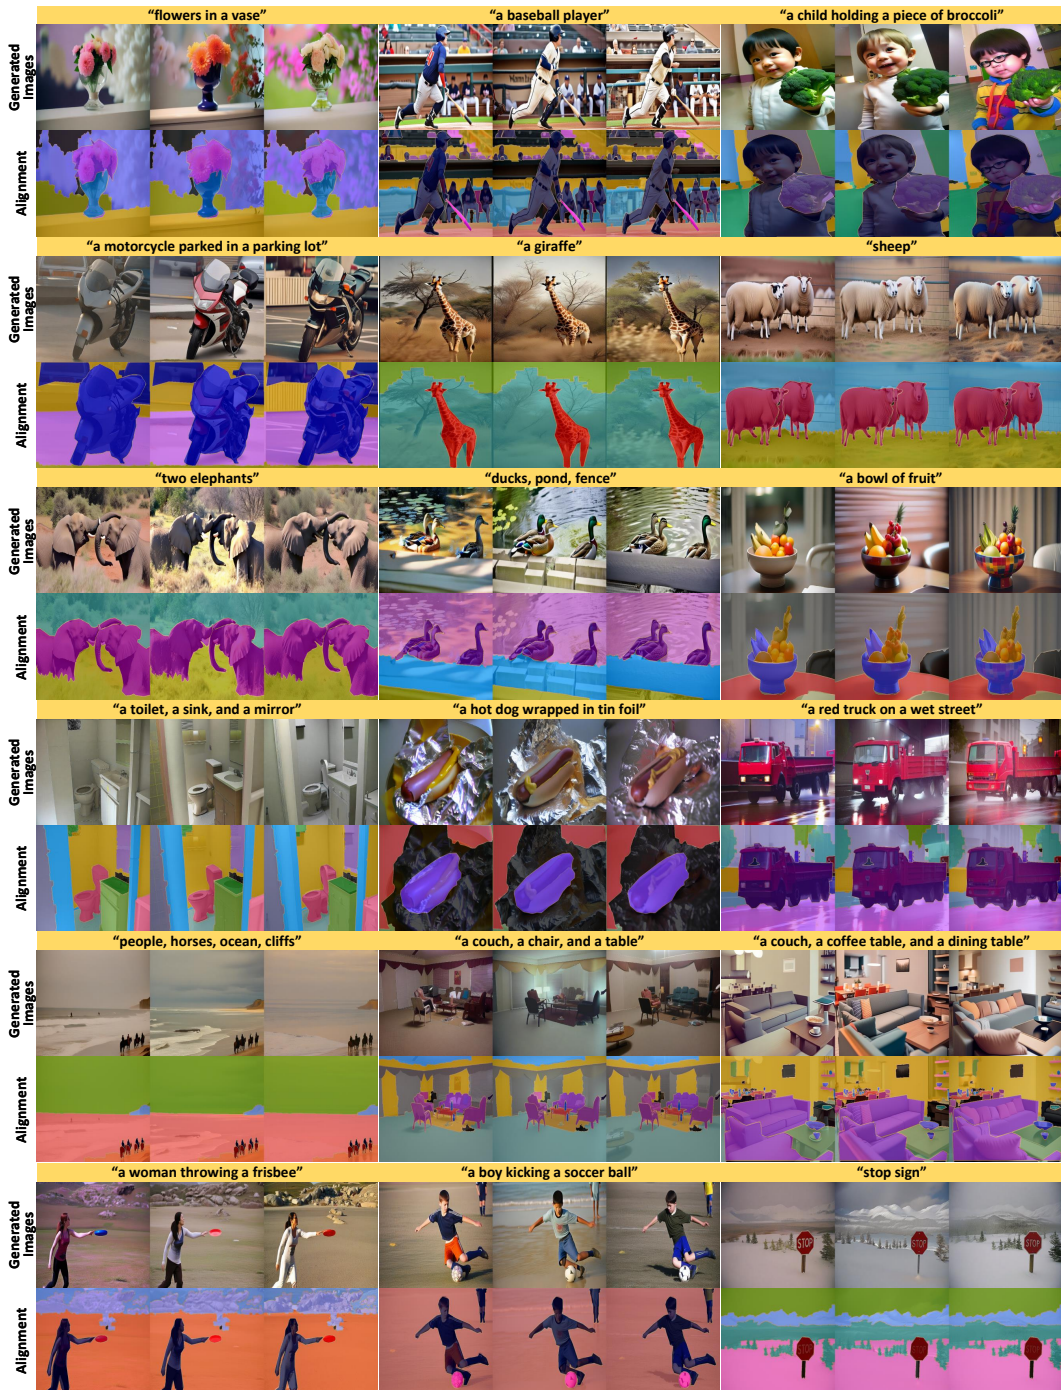 “flowers in a vase” “a baseball player” “a child holding a piece of broccoli”
Generated
Images
Alignment
“a motorcycle parked in a parking lot” “a giraffe” “sheep”
Generated
Images
Alignment
“two elephants” “ducks, pond, fence” “a bowl of fruit”
Generated
Images
Alignment
“a toilet, a sink, and a mirror” “a hot dog wrapped in tin foil” “a red truck on a wet street”
Generated
Images
Alignment
“people, horses, ocean, cliffs” “a couch, a chair, and a table” “a couch, a coffee table, and a dining table”
Generated
Images
Alignment
“a woman throwing a frisbee” “a boy kicking a soccer ball” “stop sign”
Generated
Images
STOP STOP STOP
Alignment